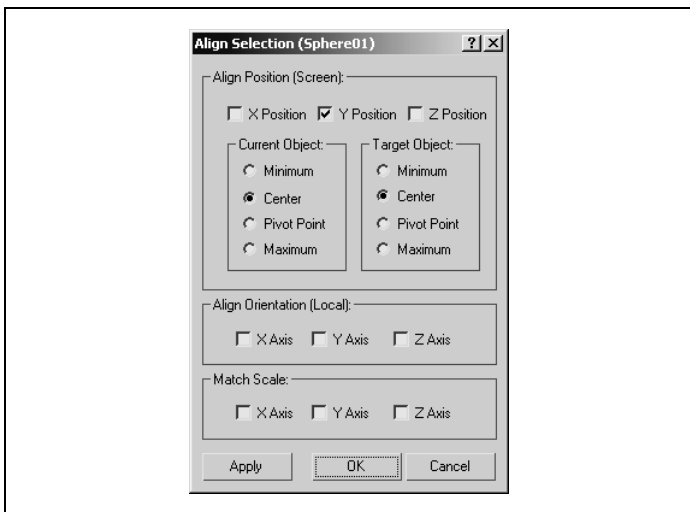 Align Selection (Sphere01)
Align Position (Screen):
X Position Y Position Z Position
Current Object: Target Object:
Minimum Minimum
Center Center
Pivot Point Pivot Point
Maximum Maximum
Align Orientation (Local):
X Axis Y Axis Z Axis
Match Scale:
X Axis Y Axis Z Axis
Apply OK Cancel